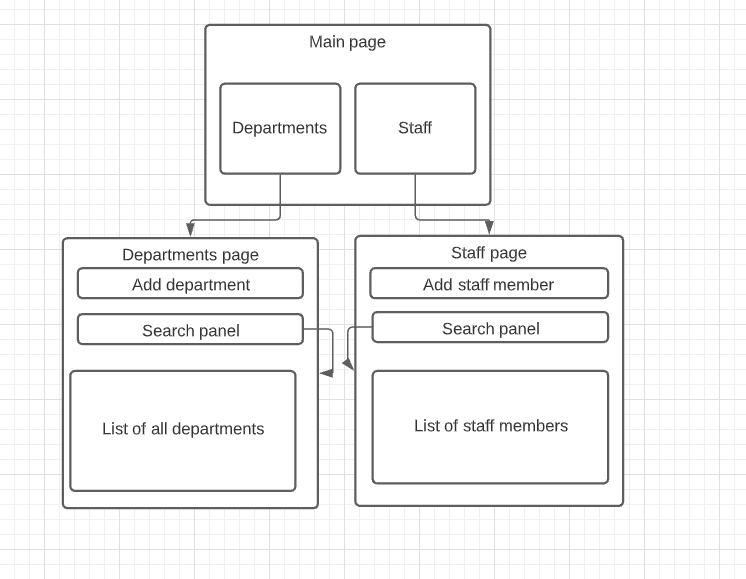 Main page
Departments
Staff
Departments page
Add department
Search panel
List of all departments
Staff page
Add staff member
Search panel
List of staff members